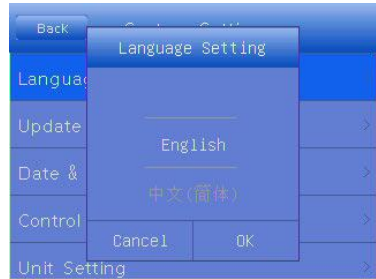 Back
Language Setting
Languag
Update
English
Date &
中文(简体)
Control
Cancel
OK
Unit Setting